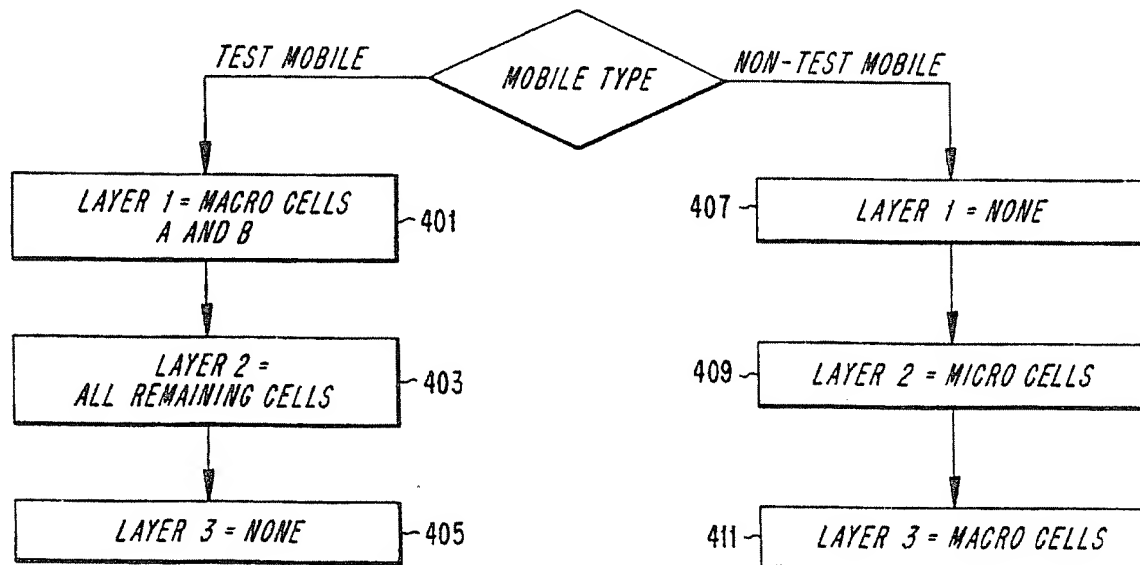 TEST MOBILE
MOBILE TYPE
NON-TEST MOBILE
LAYER 1 = MACRO CELLS
A AND B
401
407
LAYER 1 = NONE
LAYER 2 =
ALL REMAINING CELLS
403
409
LAYER 2 = MICRO CELLS
LAYER 3 = NONE
405
411
LAYER 3 = MACRO CELLS